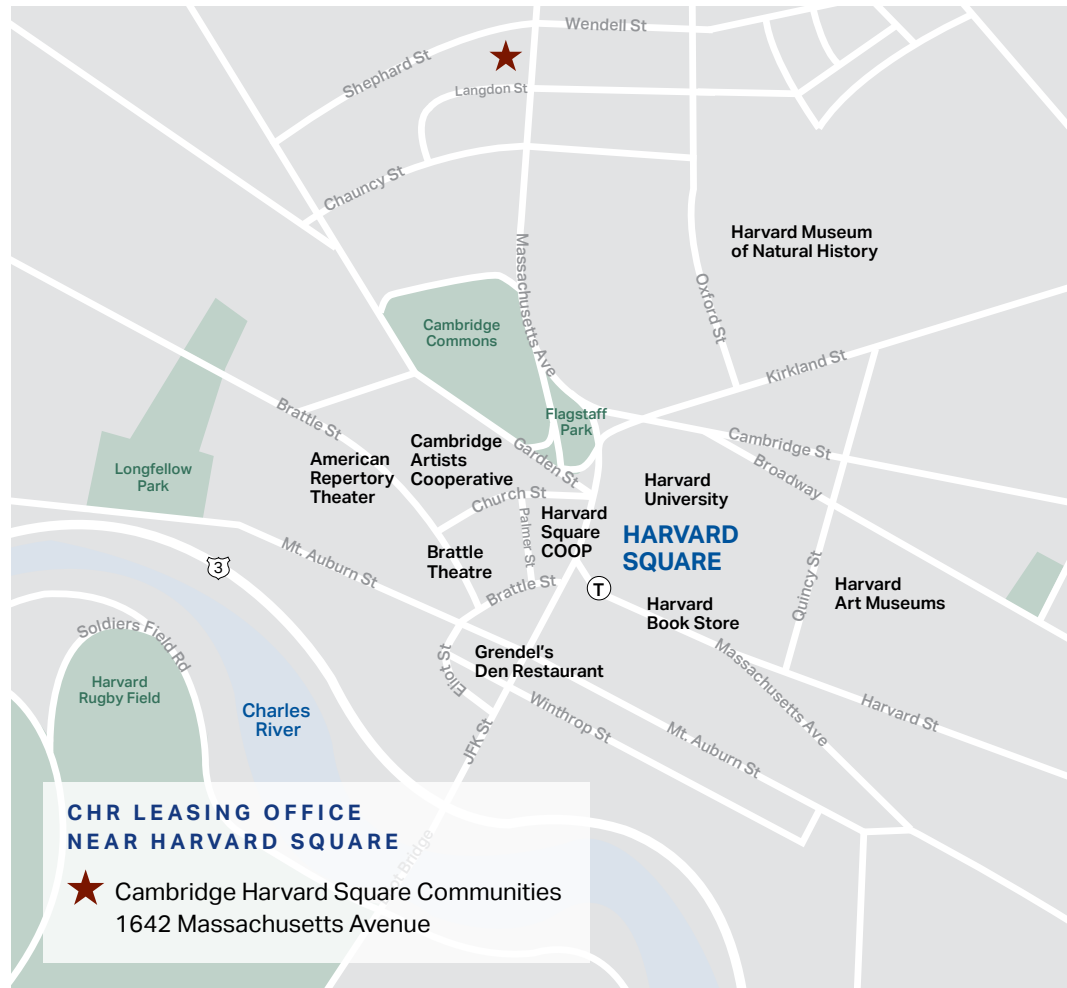 Wendell St
Shephard St
Langdon St
Chauncy St
Harvard Museum
of Natural History
Massachusetts Ave
Oxford St
Cambridge
Commons
Kirkland St
Brattle St
Flagstaff
Park
Cambridge St
Cambridge
Artists
Cooperative
Garden St
American
Repertory
Theater
Longfellow
Park
Broadway
Harvard
University
Church St
Palmer St
Harvard
Square
COOP
HARVARD
SQUARE
Mt. Auburn St
3
Brattle
Theatre
Brattle St
T
Quincy St
Harvard
Art Museums
Harvard
Book Store
Soldiers Field Rd
Eliot St
Grendel's
Den Restaurant
Massachusetts Ave
Harvard
Rugby Field
Charles
River
Winthrop St
JFK St
Mt. Auburn St
Harvard St
Bridge
CHR LEASING OFFICE
NEAR HARVARD SQUARE
Cambridge Harvard Square Communities
1642 Massachusetts Avenue